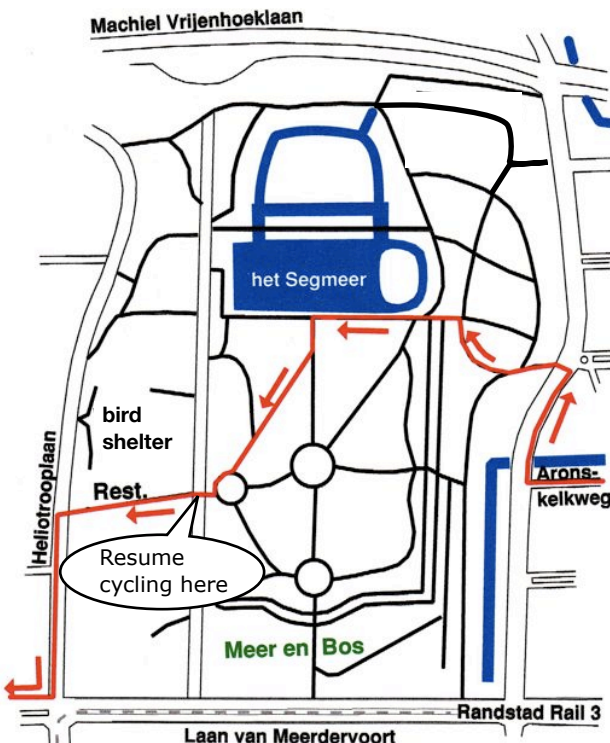 Machiel Vrijenhoeklaan
het Segmeer
bird
shelter
Heliotrooplaan
Rest.
Arons-
kelkweg
Resume
cycling here
Meer en Bos
Randstad Rail 3
Laan van Meerdervoort